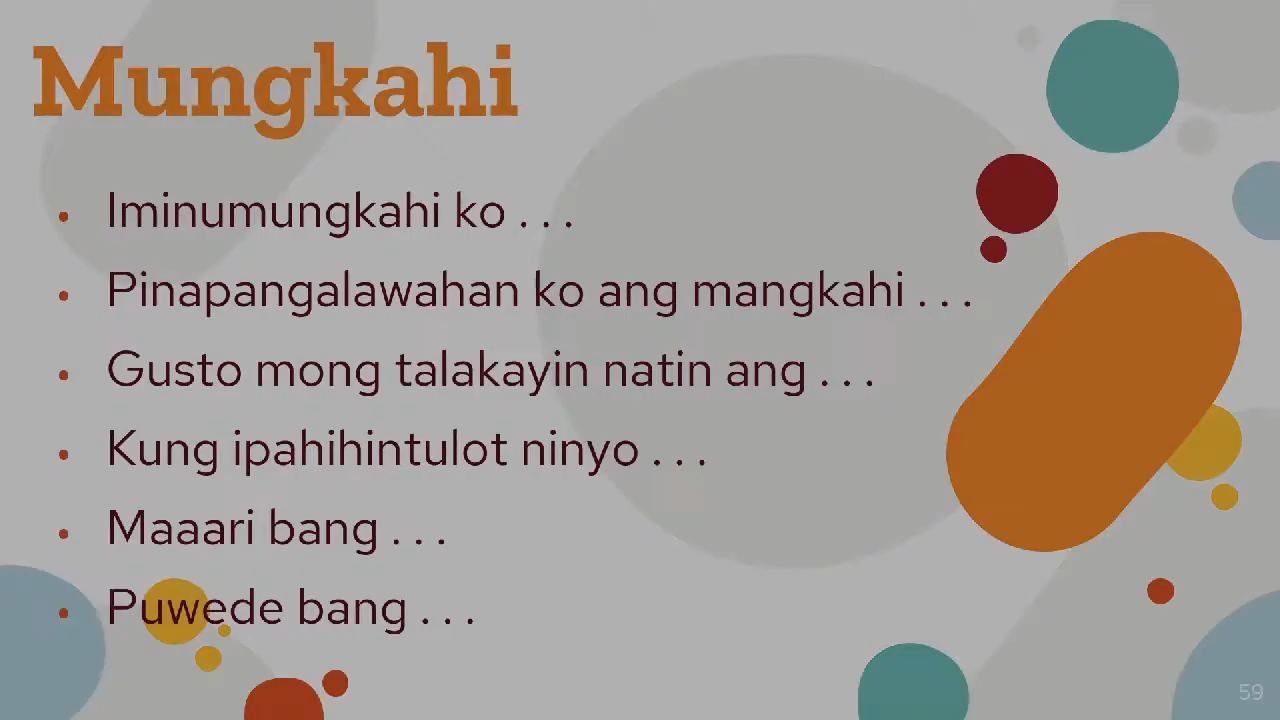 Mungkahi
• Iminumungkahi ko . . .
• Pinapangalawahan ko ang mangkahi . . .
• Gusto mong talakayin natin ang . . .
• Kung ipahihintulot ninyo . . .
• Maaari bang . . .
• Puwede bang . . .
59